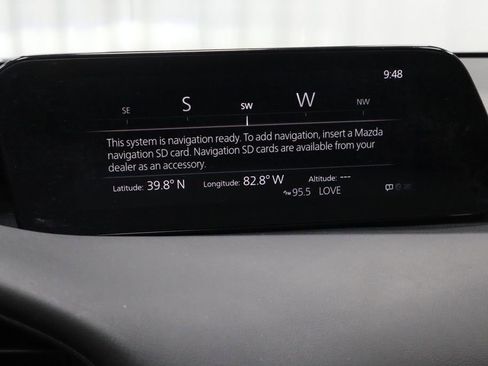 9:48
SE S SW W NW
This system is navigation ready. To add navigation, insert a Mazda
navigation SD card. Navigation SD cards are available from your
dealer as an accessory.
Latitude: 39.8° N Longitude: 82.8° W Altitude: ---
95.5 LOVE